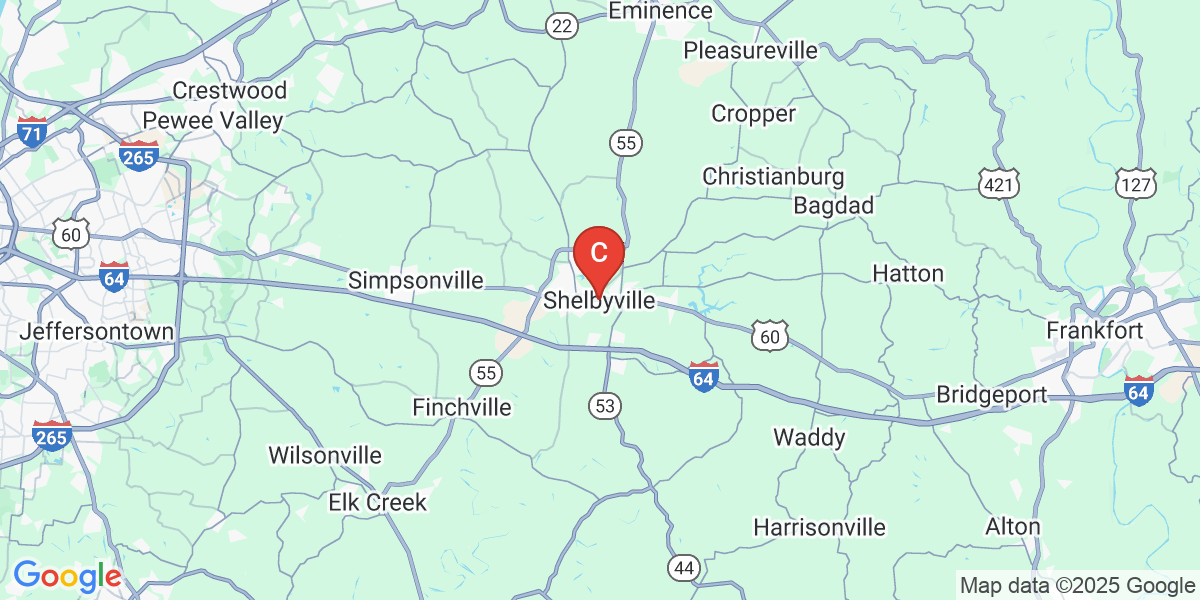 Eminence
22
Pleasureville
Crestwood
Cropper
Pewee Valley
71
55
265
Christianburg
421
127
Bagdad
60
C
64
Hatton
Simpsonville
Shelbyville
Jeffersontown
60
Frankfort
55
64
64
Bridgeport
Finchville
53
265
Waddy
Wilsonville
Elk Creek
Harrisonville
Alton
44
Google
Map data ©2025 Google